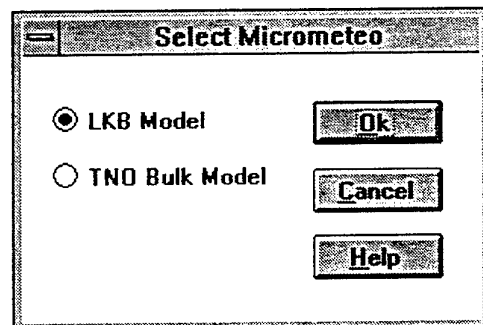 Select Micrometeo
LKB Model
TNO Bulk Model
Ok
Cancel
Help